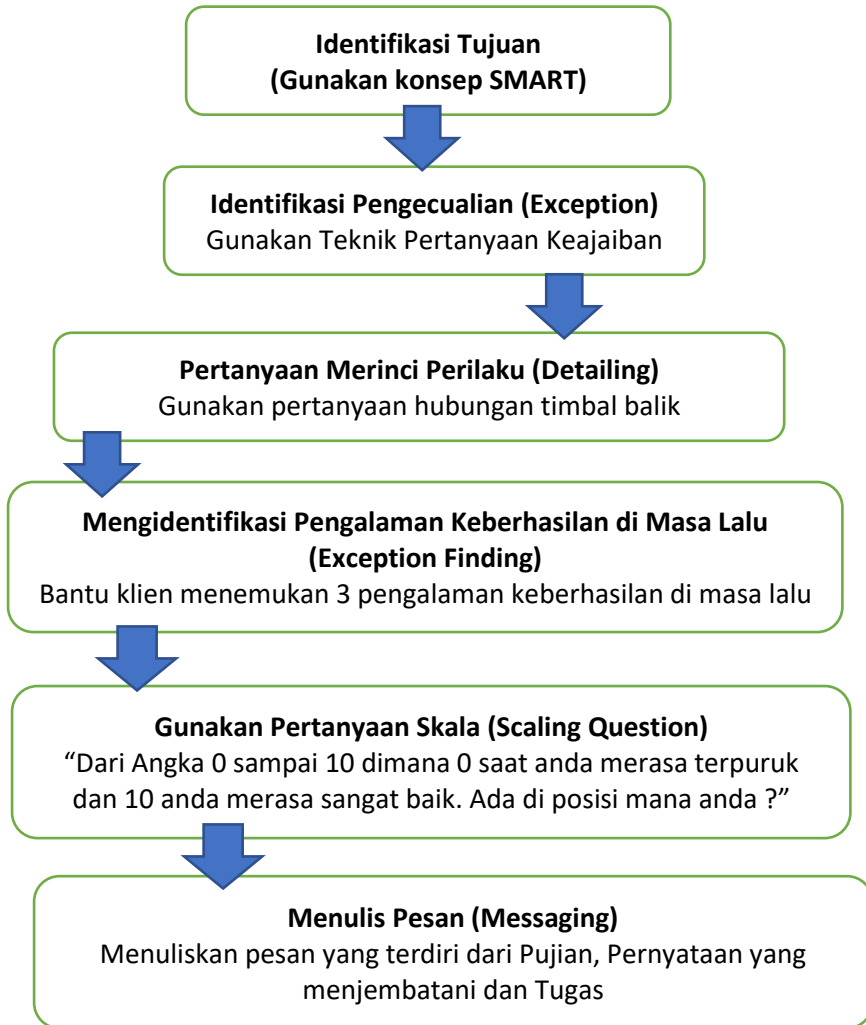 Identifikasi Tujuan
(Gunakan konsep SMART)
Identifikasi Pengecualian (Exception)
Gunakan Teknik Pertanyaan Keajaiban
Pertanyaan Merinci Perilaku (Detailing)
Gunakan pertanyaan hubungan timbal balik
Mengidentifikasi Pengalaman Keberhasilan di Masa Lalu
(Exception Finding)
Bantu klien menemukan 3 pengalaman keberhasilan di masa lalu
Gunakan Pertanyaan Skala (Scaling Question)
“Dari Angka 0 sampai 10 dimana 0 saat anda merasa terpuruk
dan 10 anda merasa sangat baik. Ada di posisi mana anda ?”
Menulis Pesan (Messaging)
Menuliskan pesan yang terdiri dari Pujian, Pernyataan yang
menjembatani dan Tugas